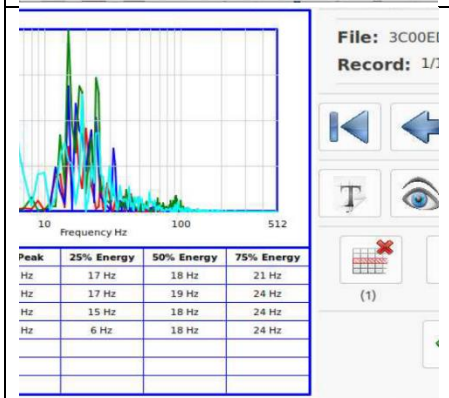 File: 3C00E
Record: 1/1
10 100 512
Frequency Hz
Peak 25% Energy 50% Energy 75% Energy
Hz 17 Hz 18 Hz 21 Hz
Hz 17 Hz 19 Hz 24 Hz
Hz 15 Hz 18 Hz 24 Hz
Hz 6 Hz 18 Hz 24 Hz
T
(1)